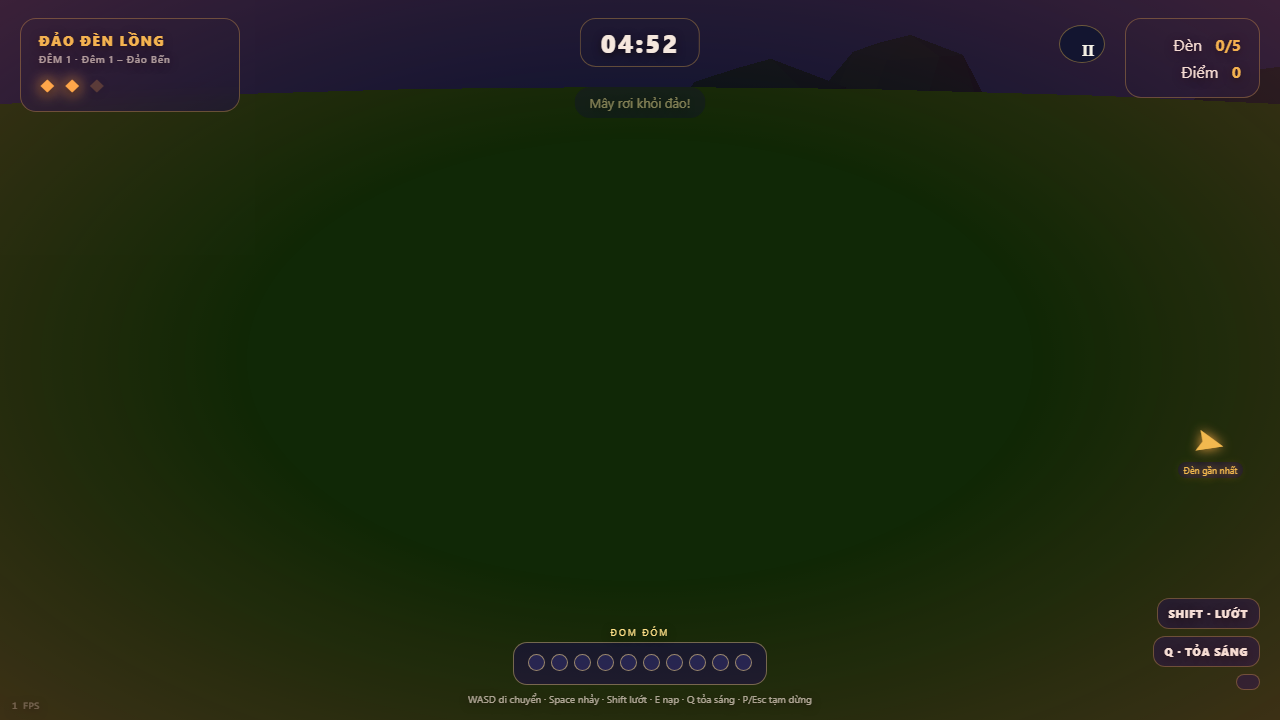 ĐẢO ĐÈN LỒNG
ĐÊM 1 · Đêm 1 – Đảo Bến
04:52
Mây rơi khỏi đảo!
II
Đèn 0/5
Điểm 0
Đèn gần nhất
SHIFT · LƯỚT
Q · TỎA SÁNG
ĐOM ĐÓM
WASD di chuyển · Space nhảy · Shift lướt · E nạp · Q tỏa sáng · P/Esc tạm dừng
1 FPS